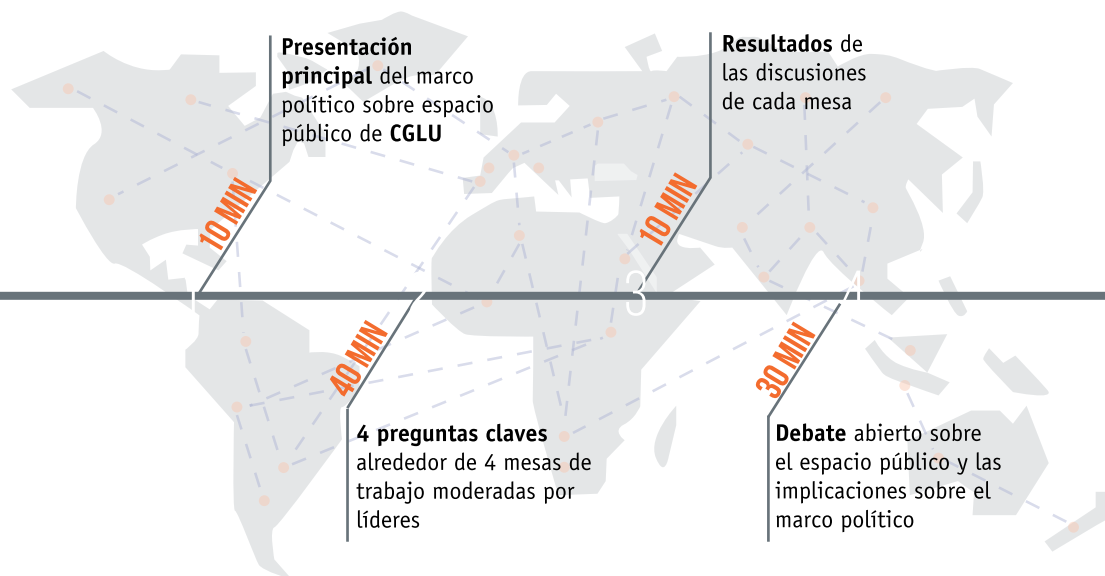 Presentación
principal del marco
político sobre espacio
público de CGLU
10 MIN
1
40 MIN
2
4 preguntas claves
alrededor de 4 mesas de
trabajo moderadas por
líderes
Resultados de
las discusiones
de cada mesa
10 MIN
3
30 MIN
4
Debate abierto sobre
el espacio público y las
implicaciones sobre el
marco político